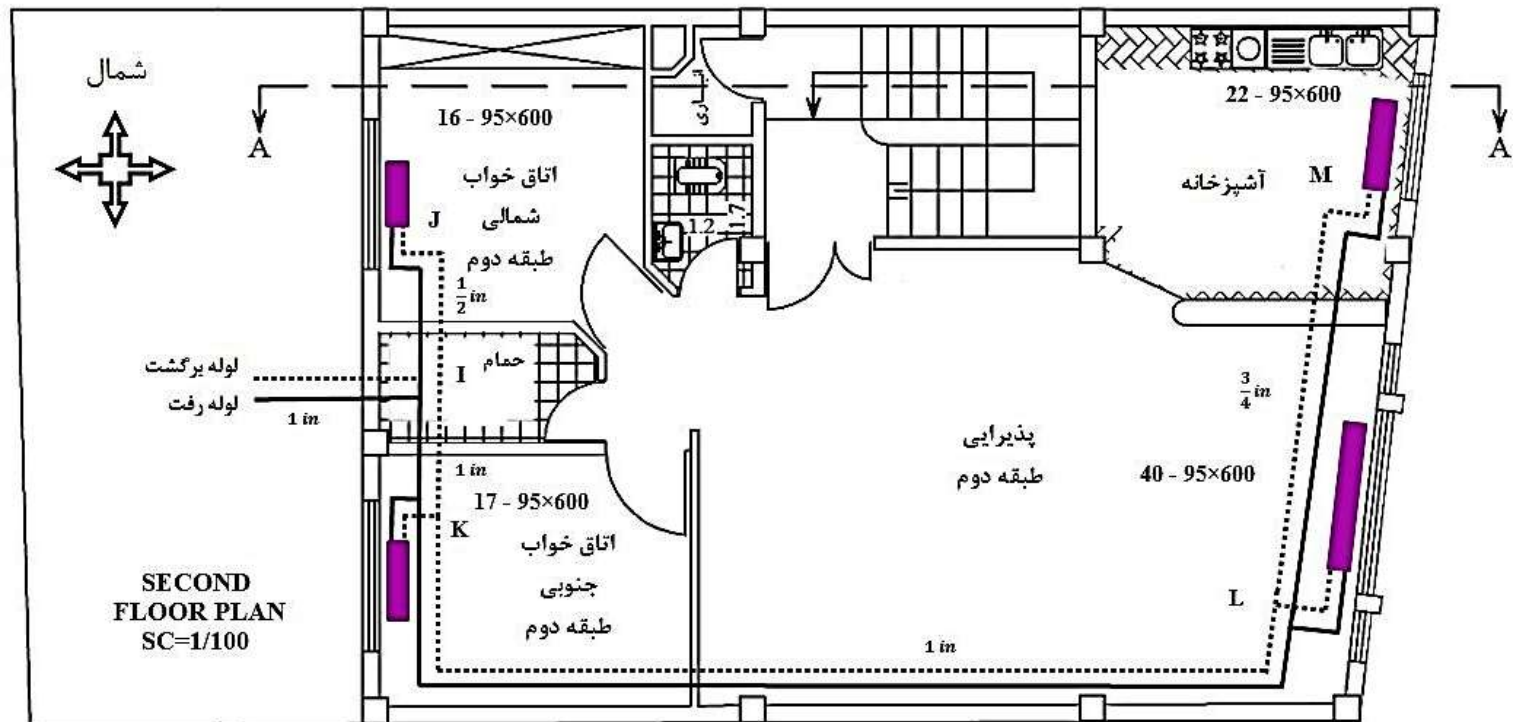 شمال
A
A
16 - 95×600
22 - 95×600
انباری
اتاق خواب
شمالی
طبقه دوم
J
آشپزخانه
M
1.2
1.7
1/2 in
حمام
I
لوله برگشت
لوله رفت
1 in
3/4 in
1 in
17 - 95×600
K
اتاق خواب
جنوبی
طبقه دوم
پذیرایی
طبقه دوم
40 - 95×600
L
1 in
SECOND
FLOOR PLAN
SC=1/100